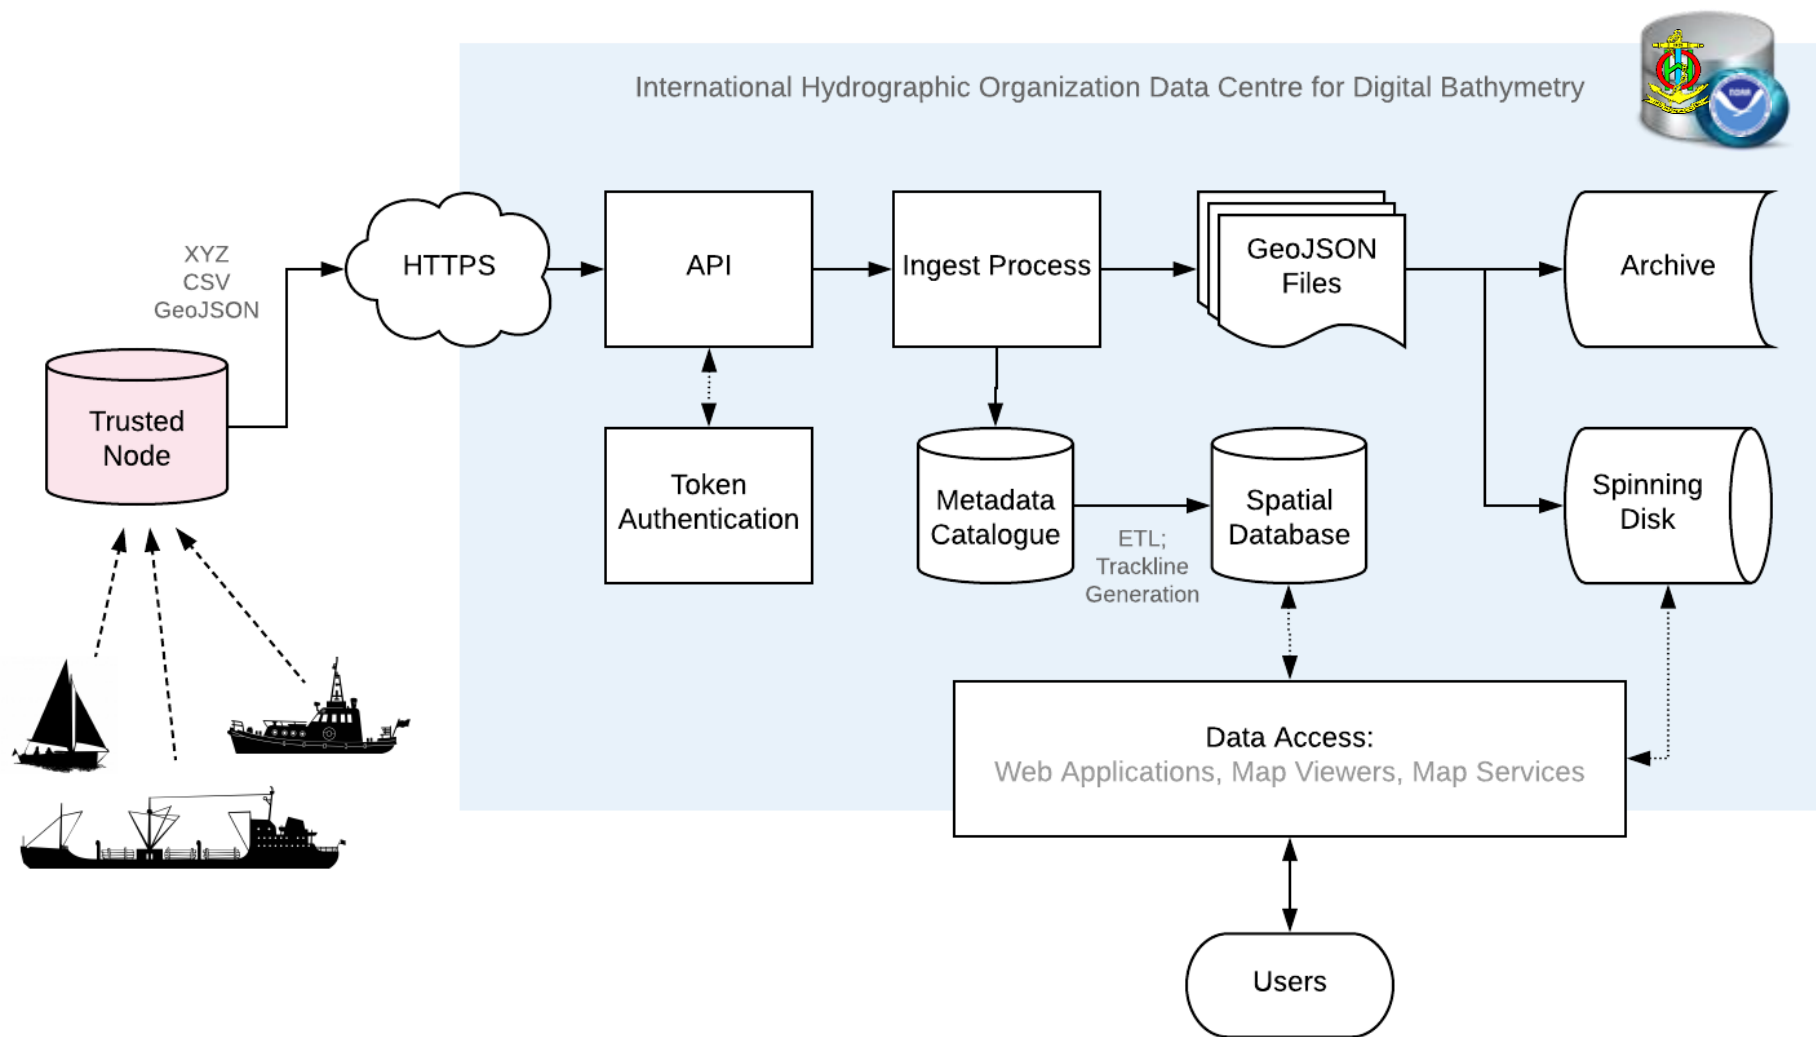 International Hydrographic Organization Data Centre for Digital Bathymetry
NOAA
XYZ
CSV
GeoJSON
HTTPS
API
Ingest Process
GeoJSON
Files
Archive
Trusted
Node
Token
Authentication
Metadata
Catalogue
ETL;
Trackline
Generation
Spatial
Database
Spinning
Disk
Data Access:
Web Applications, Map Viewers, Map Services
Users